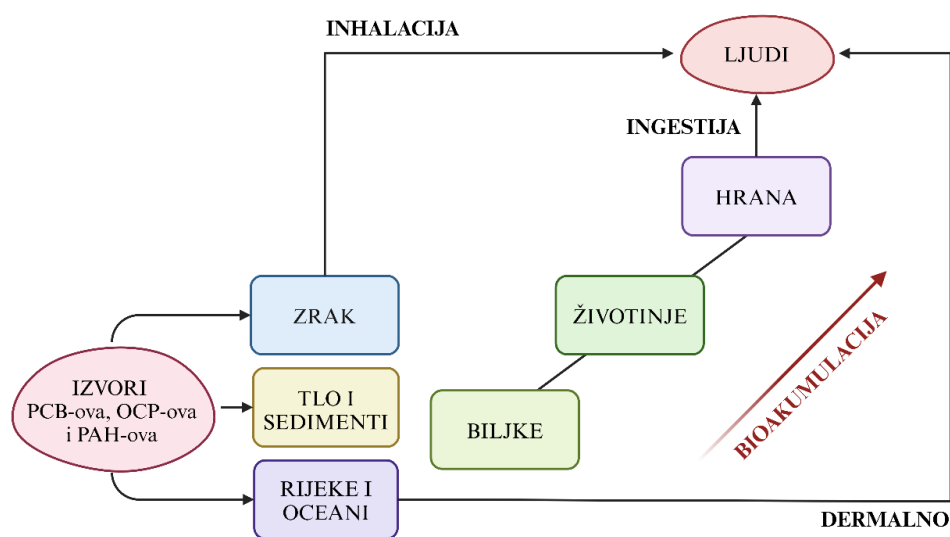 INHALACIJA
LJUDI
INGESTIJA
HRANA
ZRAK
ŽIVOTINJE
IZVORI
PCB-ova, OCP-ova
i PAH-ova
TLO I
SEDIMENTI
BILJKE
BIOAKUMULACIJA
RIJEKE I
OCEANI
DERMALNO